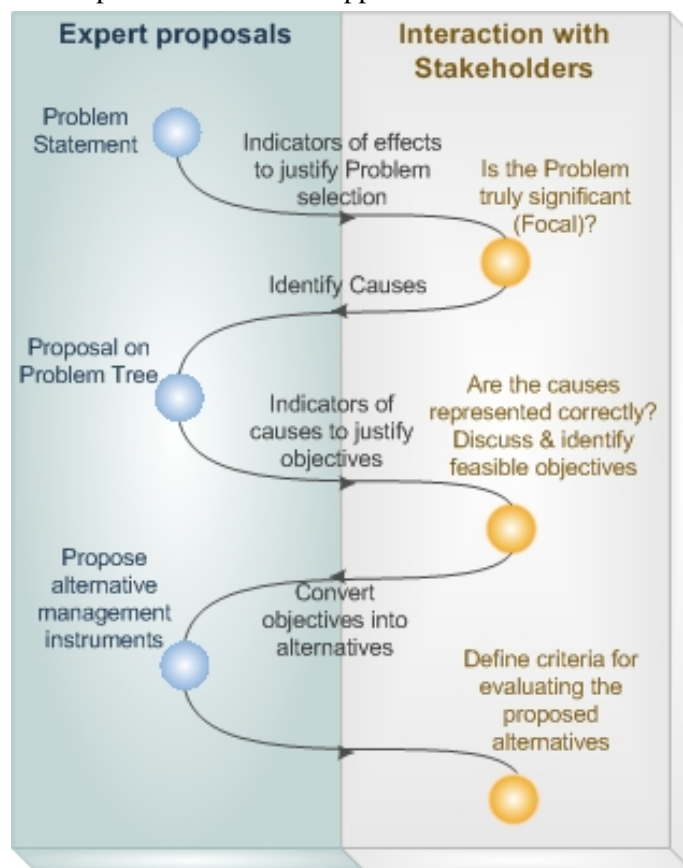 Expert proposals
Interaction with
Stakeholders
Problem
Statement
Indicators of effects
to justify Problem
selection
Is the Problem
truly significant
(Focal)?
Identify Causes
Proposal on
Problem Tree
Indicators of
causes to justify
objectives
Are the causes
represented correctly?
Discuss & identify
feasible objectives
Propose
alternative
management
instruments
Convert
objectives into
alternatives
Define criteria for
evaluating the
proposed
alternatives